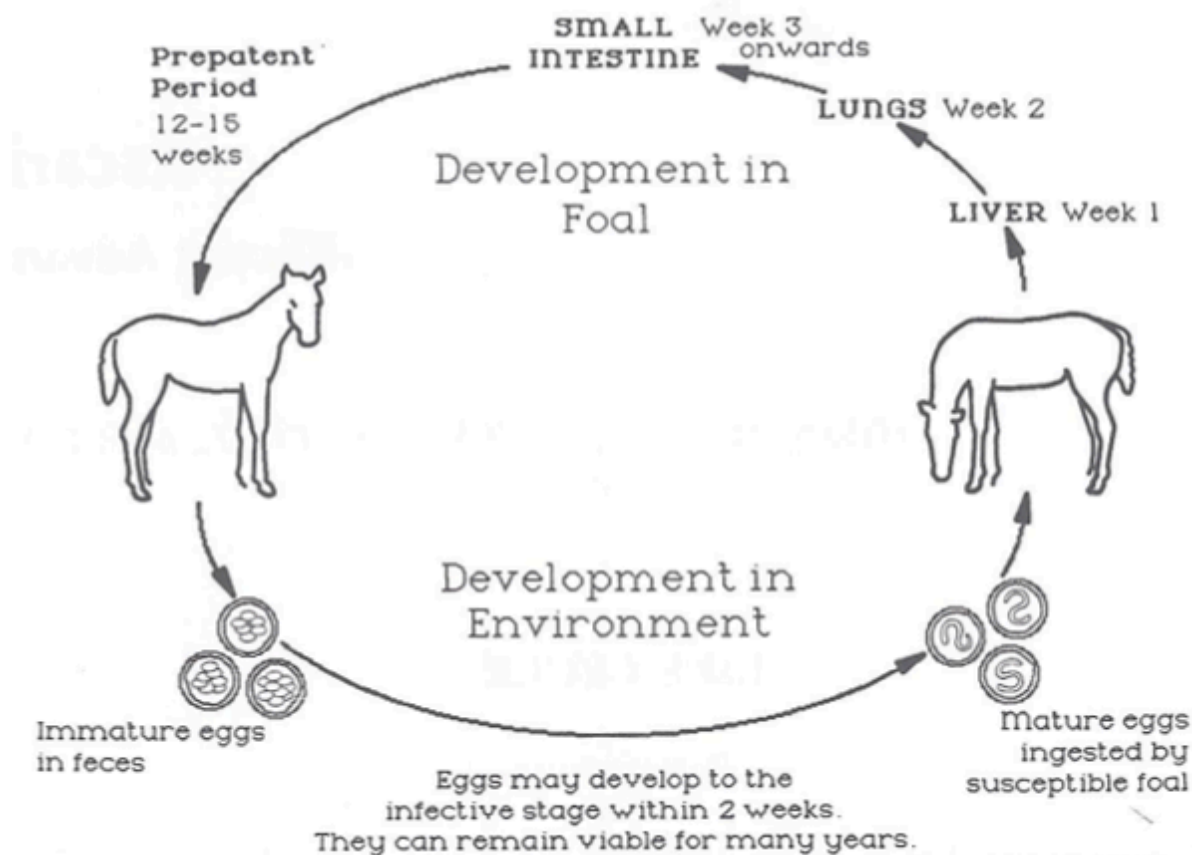 SMALL Week 3
INTESTINE onwards
Prepatent
Period
12-15
weeks
LUNGS Week 2
Development in
Foal
LIVER Week 1
Development in
Environment
Immature eggs
in feces
Mature eggs
ingested by
susceptible foal
Eggs may develop to the
infective stage within 2 weeks.
They can remain viable for many years.